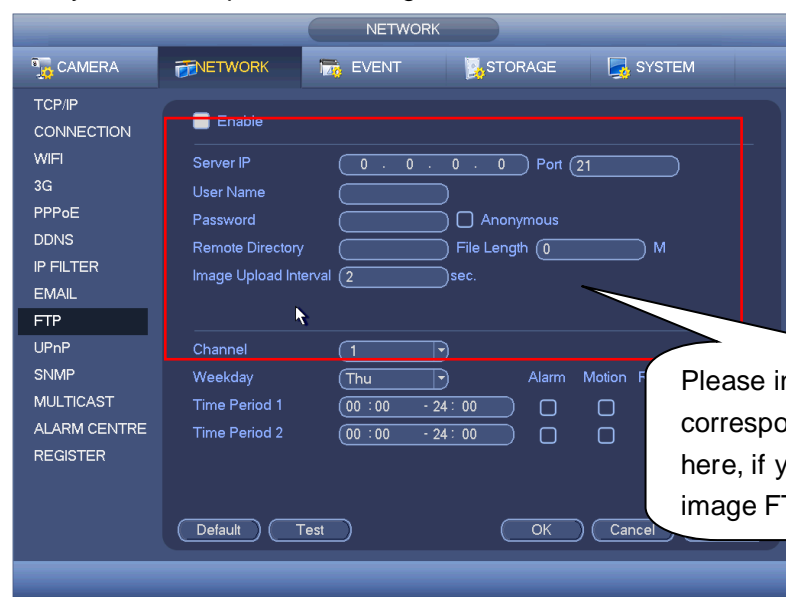 NETWORK
CAMERA NETWORK EVENT STORAGE SYSTEM
TCP/IP
CONNECTION
WIFI
3G
PPPoE
DDNS
IP FILTER
EMAIL
FTP
UPnP
SNMP
MULTICAST
ALARM CENTRE
REGISTER
Enable
Server IP 0 . 0 . 0 . 0 Port 21
User Name
Password Anonymous
Remote Directory File Length 0 M
Image Upload Interval 2 sec.
Channel 1
Weekday Thu Alarm Motion
Time Period 1 00 :00 - 24 : 00
Time Period 2 00 :00 - 24 : 00
Please
correspo
here, if y
image F
Default Test OK Cancel